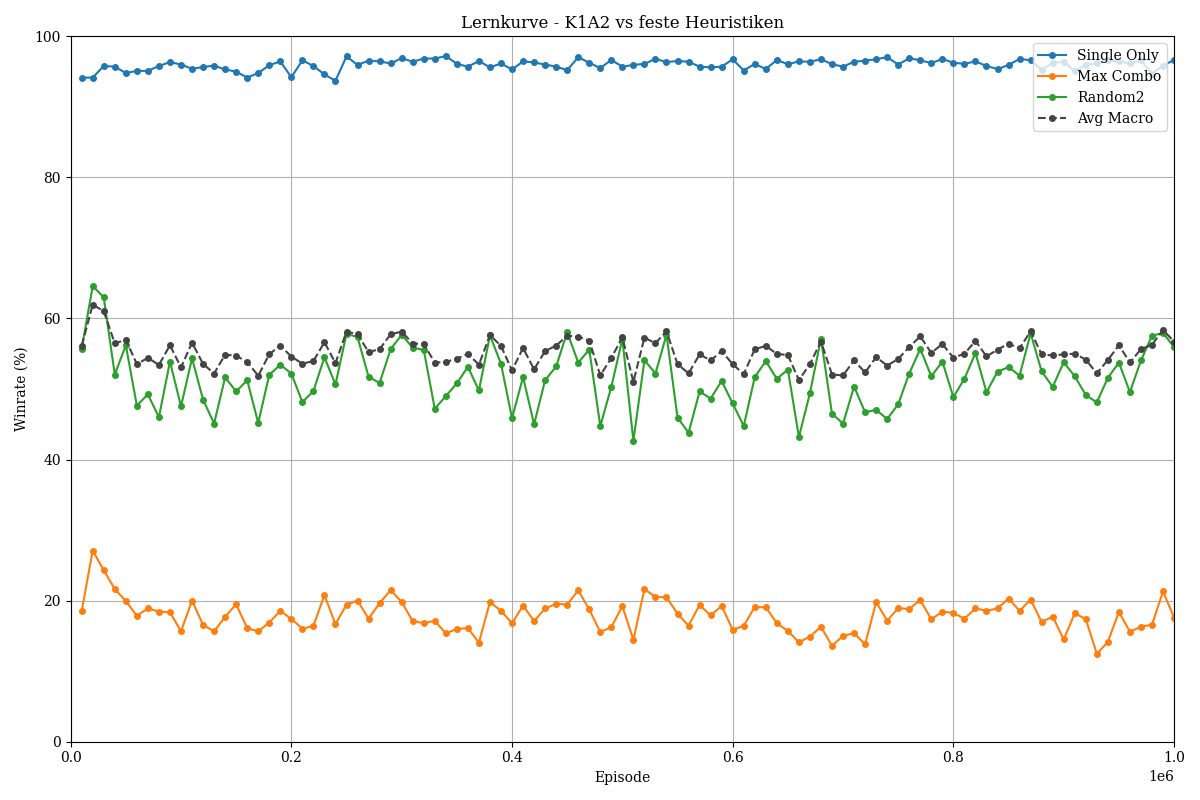 Lernkurve - K1A2 vs feste Heuristiken
Winrate (%)
100
80
60
40
20
0
Single Only
Max Combo
Random2
Avg Macro
0.0
0.2
0.4
0.6
0.8
1.0
1e6
Episode